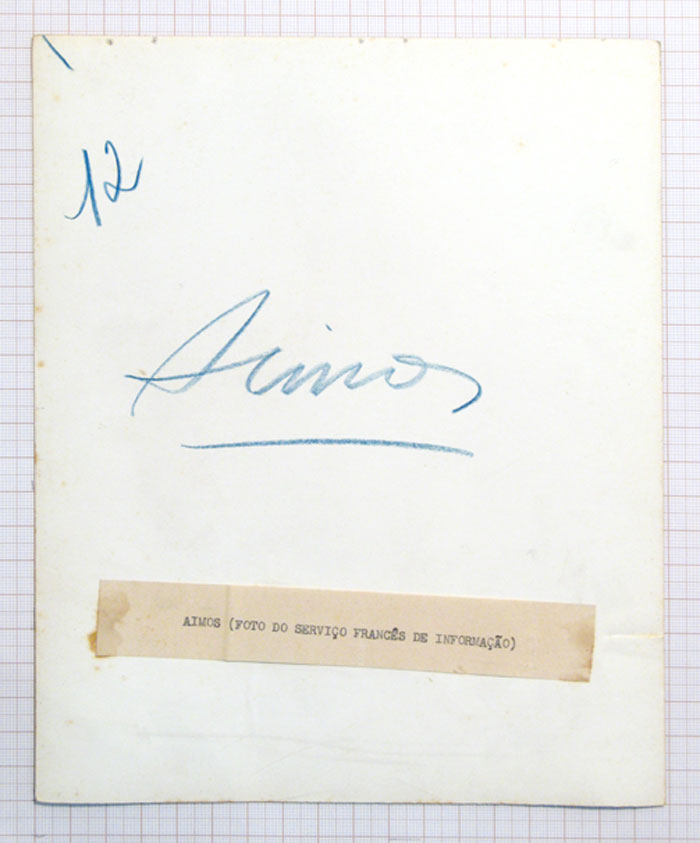 12
Aimos
AIMOS (FOTO DO SERVIÇO FRANCÊS DE INFORMAÇÃO)